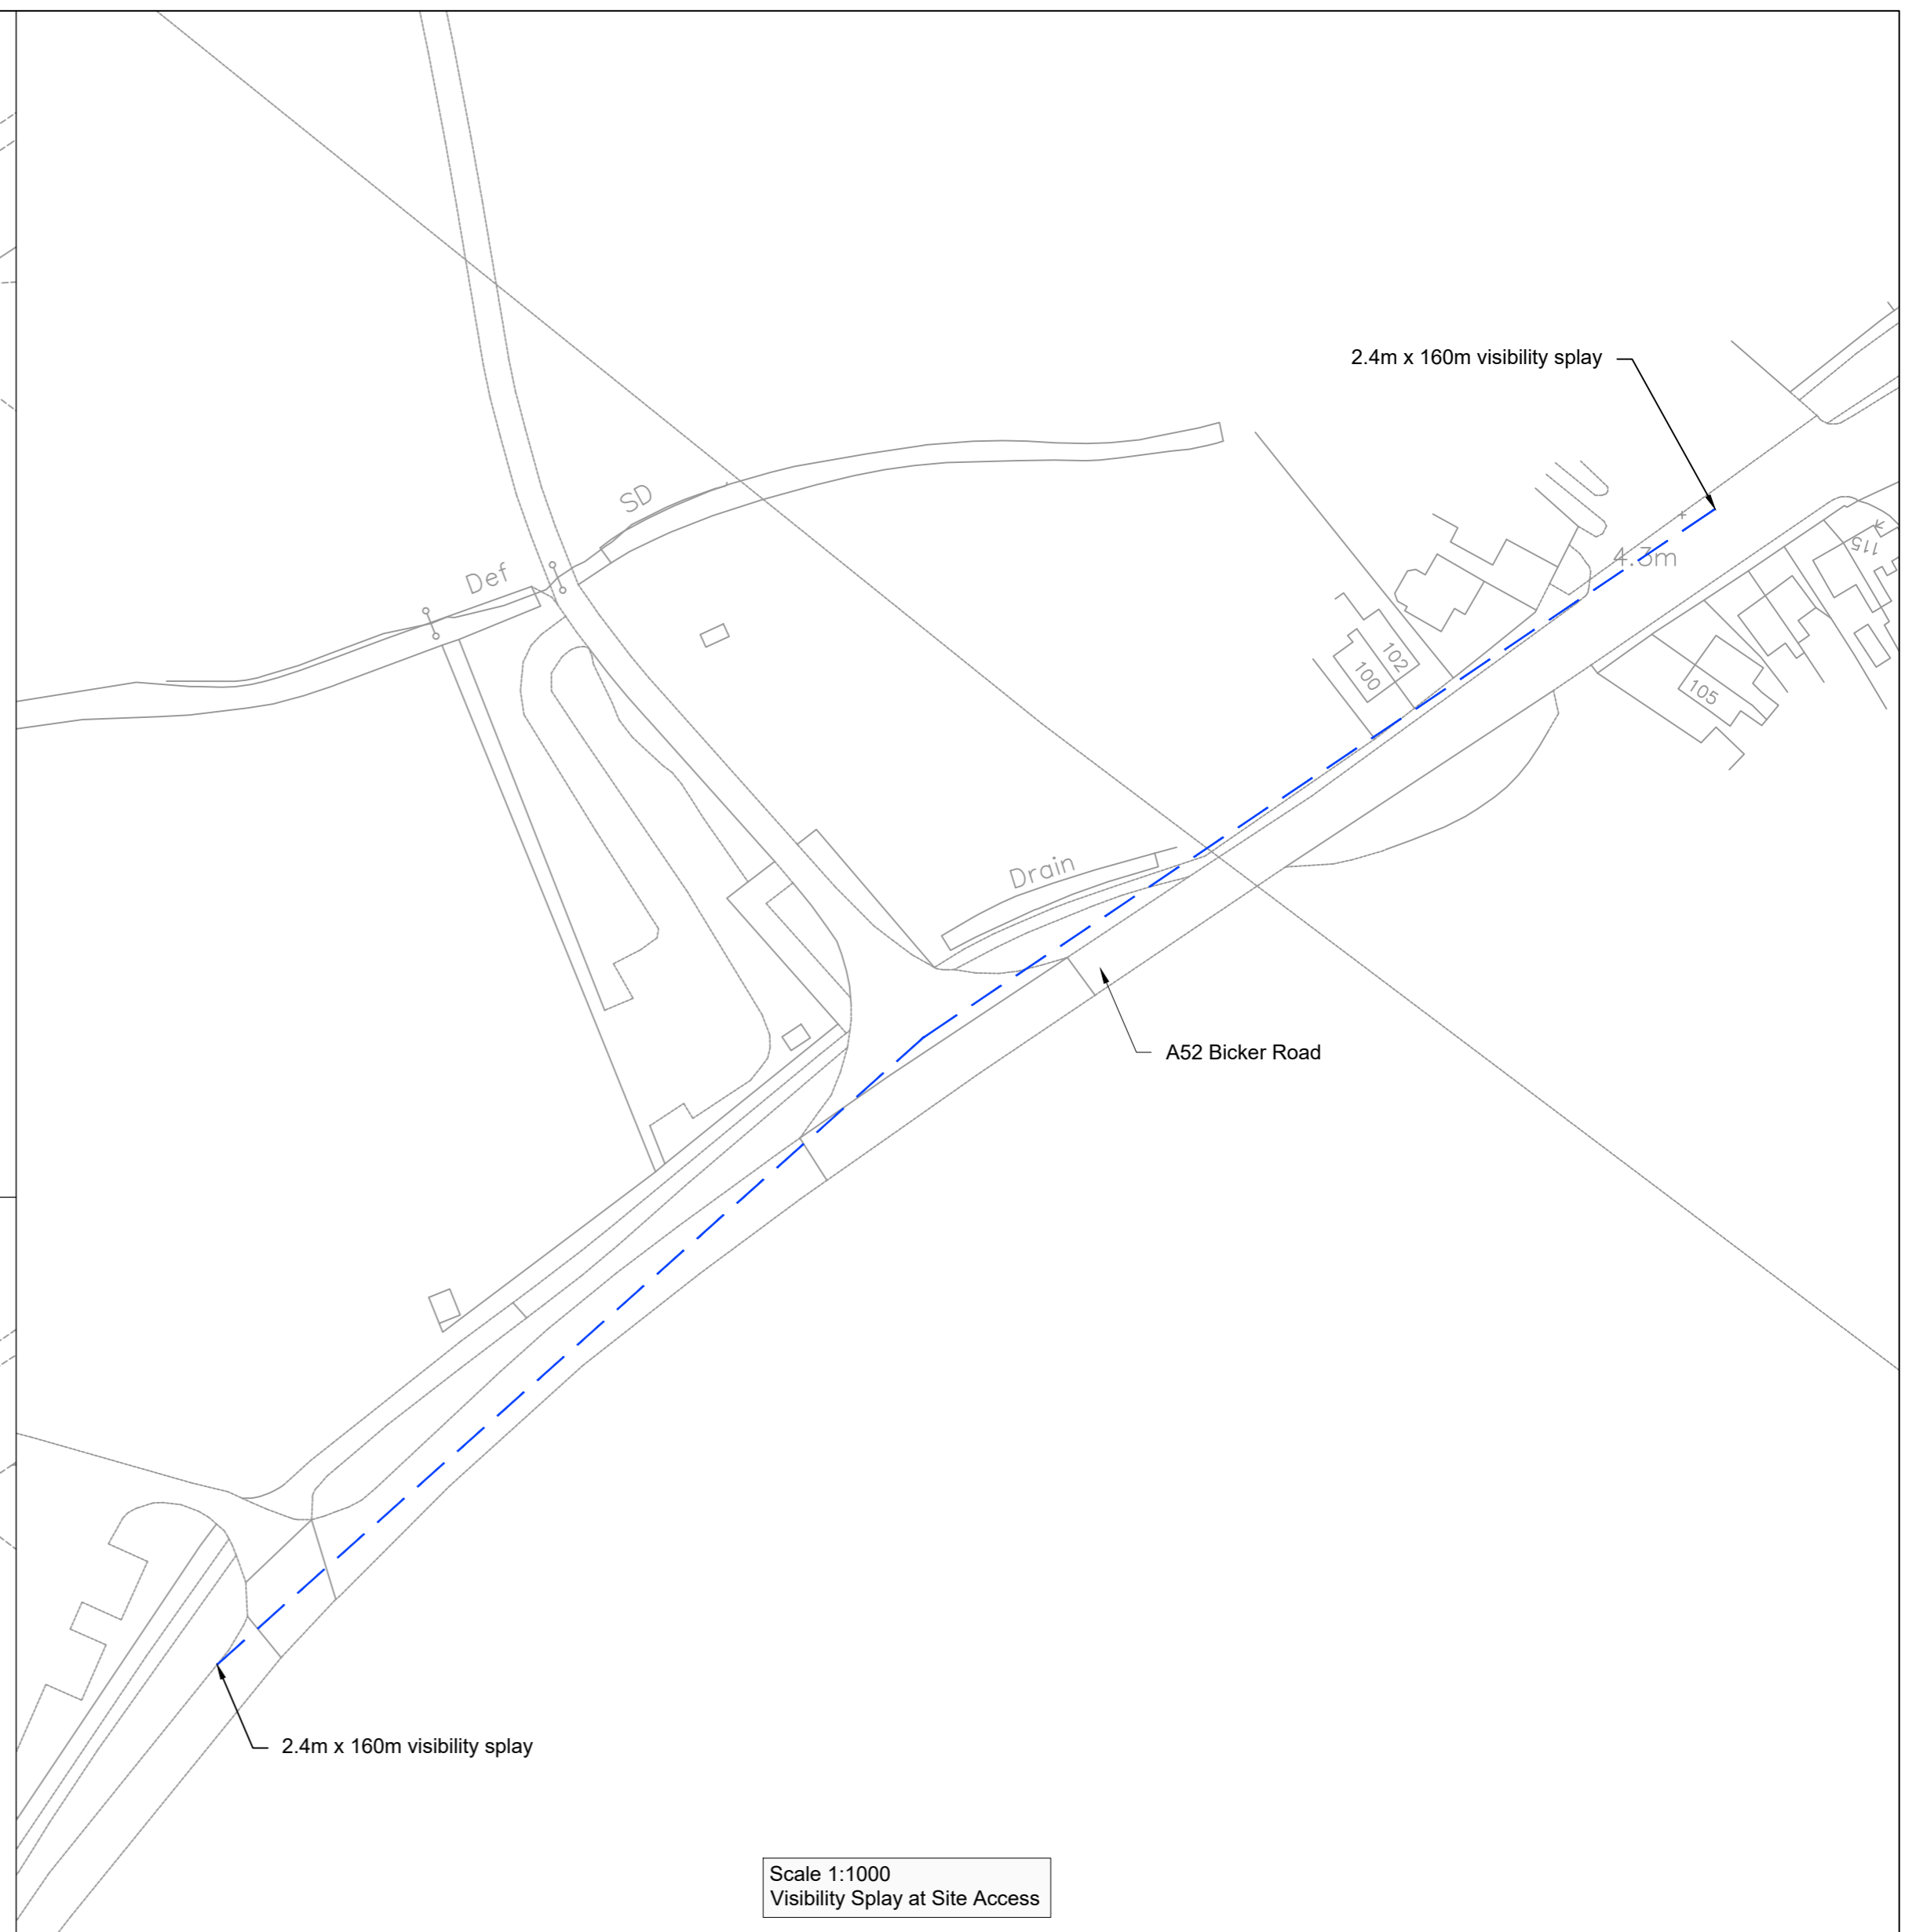 2.4m x 160m visibility splay
SD
4.3m
115
Def
102
100
105
Drain
A52 Bicker Road
2.4m x 160m visibility splay
Scale 1:1000
Visibility Splay at Site Access